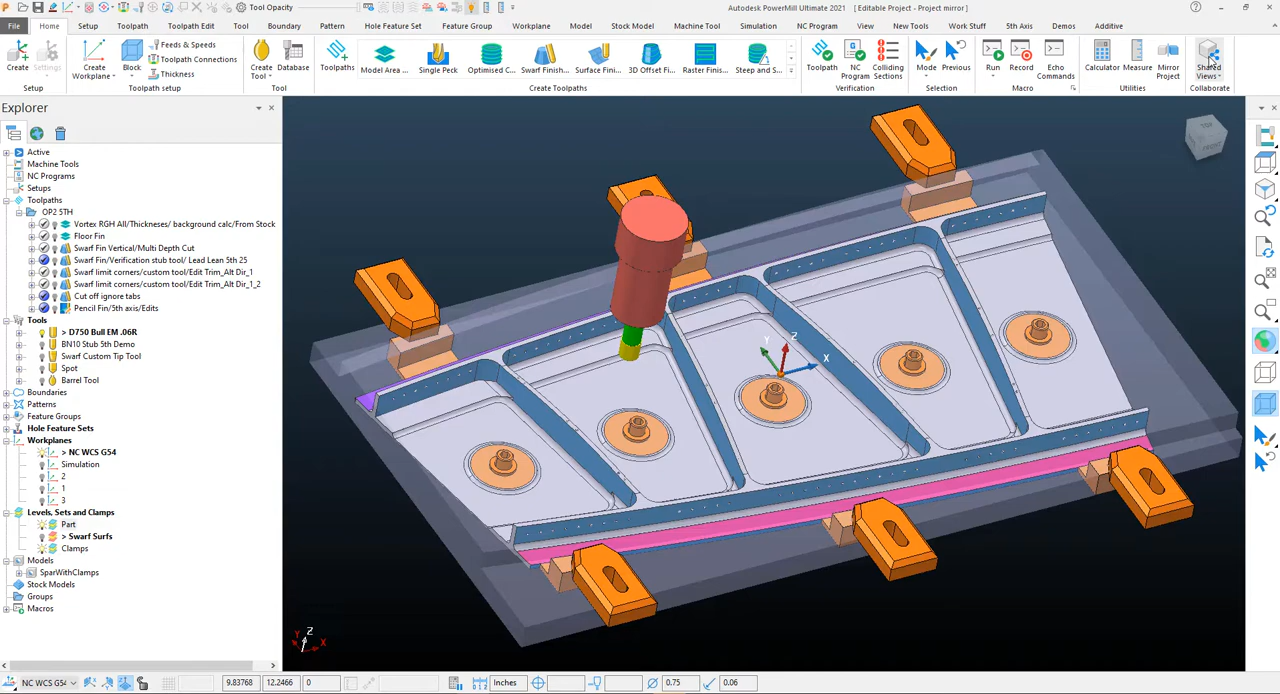 Tool Opacity
Autodesk PowerMill Ultimate 2021 [ Editable Project - Project mirror ]
File Home Toolpath Toolpath Edit Tool Boundary Pattern Hole Feature Set Feature Group Workplane Model Stock Model Machine Tool Simulation NC Program View New Tools Work Stuff 5th Axis Demos Additive
Create
Settings
Create Workplane
Block
Feeds & Speeds
Toolpath Connections
Thickness
Create Tool
Database
Toolpaths
Model Area ...
Single Peck
Optimised C...
Swarf Finish...
Surface Fini...
3D Offset Fi...
Raster Finis...
Steep and S...
Toolpath
NC Program
Colliding Sections
Mode
Previous
Run
Record
Echo Commands
Calculator
Measure
Mirror Project
Shared Views
Setup
Toolpath setup
Tool
Create Toolpaths
Verification
Selection
Macro
Utilities
Collaborate
Explorer
Active
Machine Tools
NC Programs
Setups
Toolpaths
OP2 5TH
Vortex RGH All/Thickneses/ background calc/From Stock
Floor Fin
Swarf Fin Vertical/Multi Depth Cut
Swarf Fin/Verification stub tool/ Lead Lean 5th 25
Swarf limit corners/custom tool/Edit Trim_Alt Dir_1
Swarf limit corners/custom tool/Edit Trim_Alt Dir_1_2
Cut off ignore tabs
Pencil Fin/5th axis/Edits
Tools
> D750 Bull EM .06R
BN10 Stub 5th Demo
Swarf Custom Tip Tool
Spot
Barrel Tool
Boundaries
Patterns
Feature Groups
Hole Feature Sets
Workplanes
> NC WCS G54
Simulation
2
1
3
Levels, Sets and Clamps
Part
> Swarf Surfs
Clamps
Models
SparWithClamps
Stock Models
Groups
Macros
TOP
FRONT
Z
Y
X
Z
Y
X
NC WCS G54
9.83768
12.2466
0
Inches
0.75
0.06